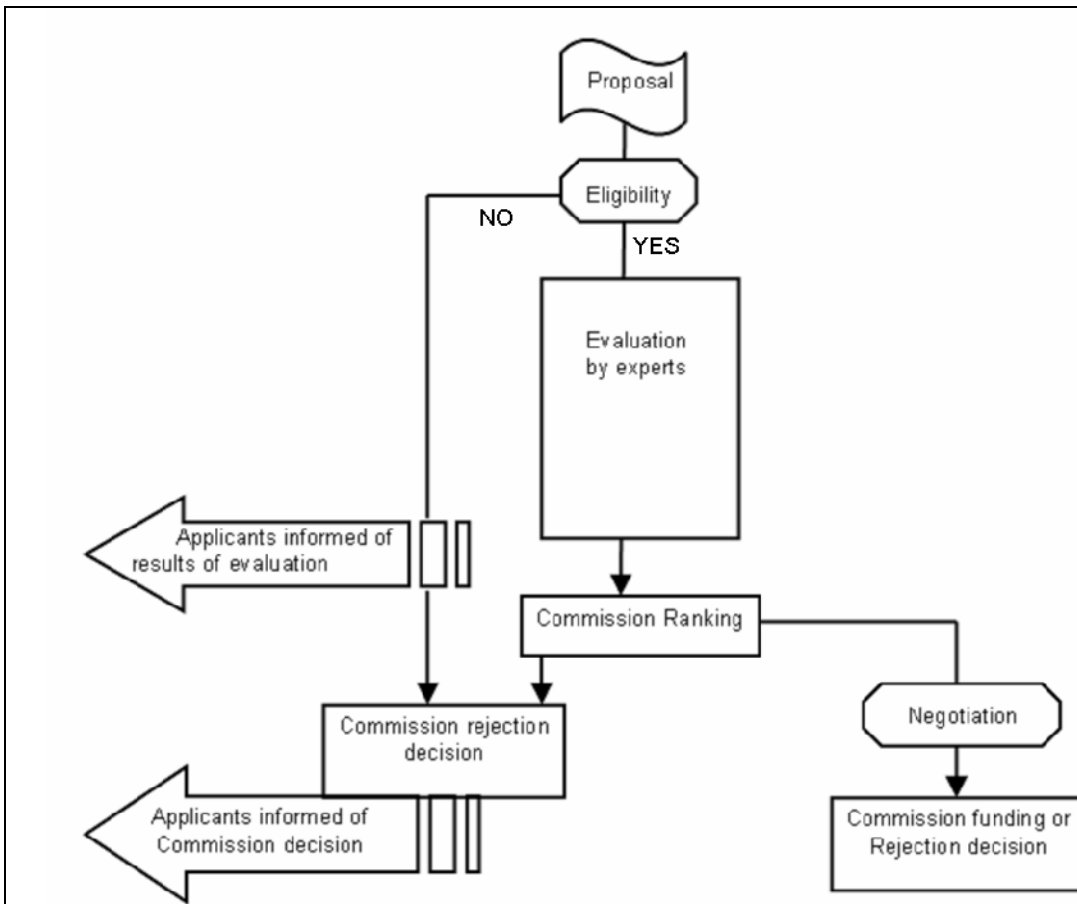 Proposal
Eligibility
NO
YES
Evaluation
by experts
Applicants informed of
results of evaluation
Commission Ranking
Commission rejection
decision
Negotiation
Applicants informed of
Commission decision
Commission funding or
Rejection decision